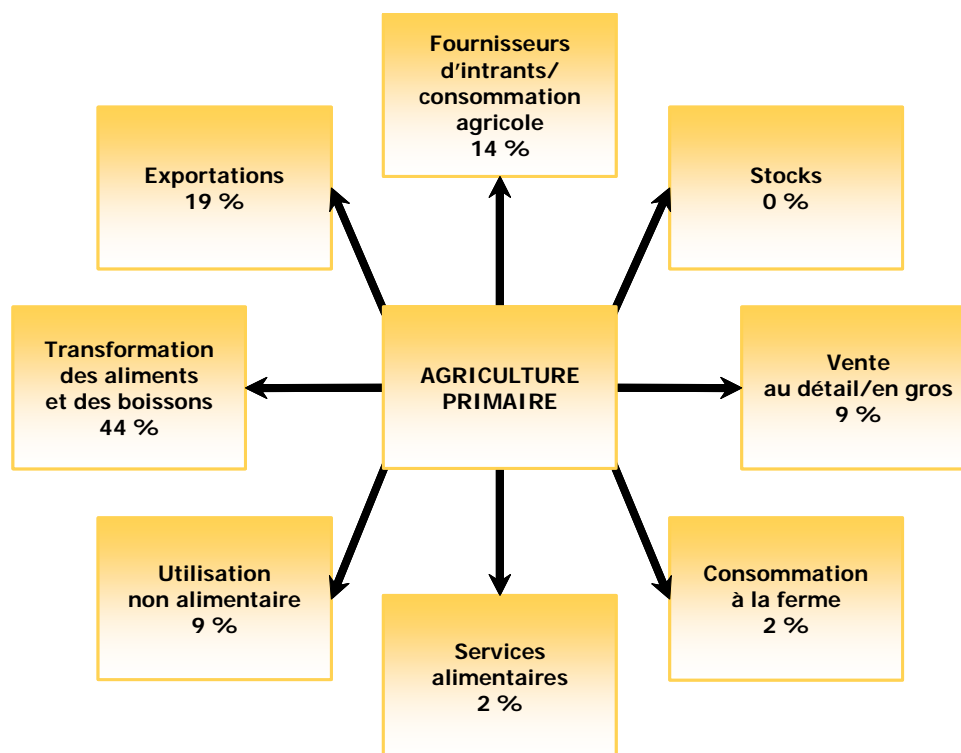 Fournisseurs
d'intrants/
consommation
agricole
14 %
Exportations
19 %
Stocks
0 %
Transformation
des aliments
et des boissons
44 %
AGRICULTURE
PRIMAIRE
Vente
au détail/en gros
9 %
Utilisation
non alimentaire
9 %
Services
alimentaires
2 %
Consommation
à la ferme
2 %